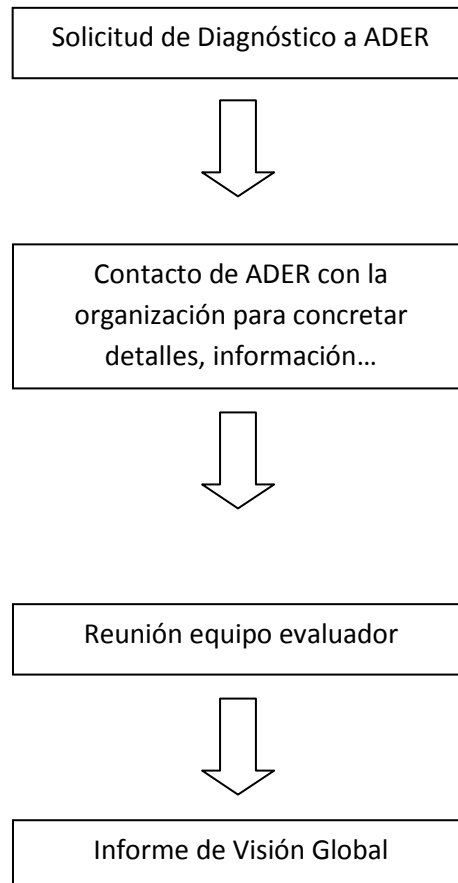 Solicitud de Diagnóstico a ADER
Contacto de ADER con la
organización para concretar
detalles, información…
Reunión equipo evaluador
Informe de Visión Global